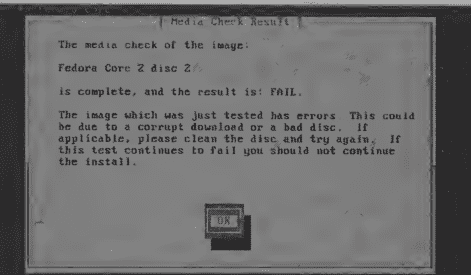 Media Check Result
The media check of the image:
Fedora Core 2 disc 2
is complete, and the result is: FAIL.
The image which was just tested has errors. This could
be due to a corrupt download or a bad disc. If
applicable, please clean the disc and try again. If
this test continues to fail you should not continue
the install.
OK